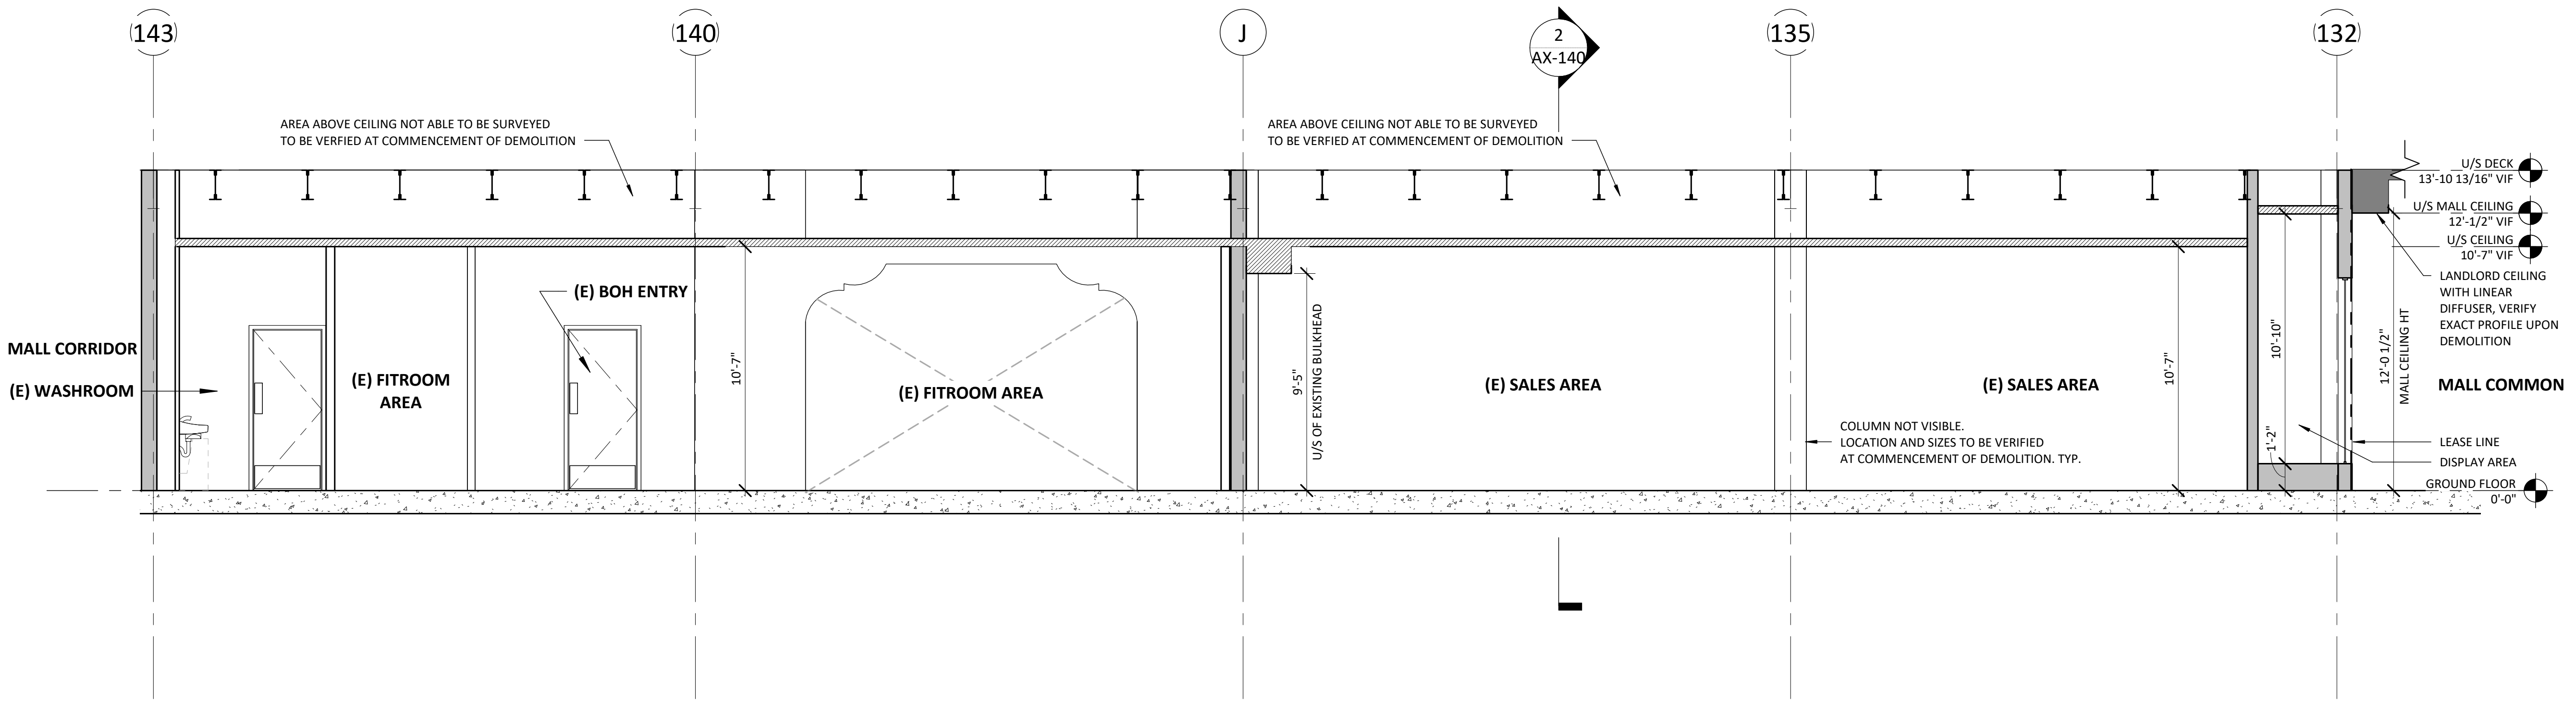 (143)
(140)
J
2
AX-140
(135)
(132)
AREA ABOVE CEILING NOT ABLE TO BE SURVEYED
TO BE VERFIED AT COMMENCEMENT OF DEMOLITION
AREA ABOVE CEILING NOT ABLE TO BE SURVEYED
TO BE VERFIED AT COMMENCEMENT OF DEMOLITION
U/S DECK
13'-10 13/16" VIF
U/S MALL CEILING
12'-1/2" VIF
U/S CEILING
10'-7" VIF
LANDLORD CEILING
WITH LINEAR
DIFFUSER, VERIFY
EXACT PROFILE UPON
DEMOLITION
MALL CORRIDOR
(E) WASHROOM
(E) FITROOM
AREA
(E) BOH ENTRY
10'-7"
(E) FITROOM AREA
9'-5"
U/S OF EXISTING BULKHEAD
(E) SALES AREA
COLUMN NOT VISIBLE.
LOCATION AND SIZES TO BE VERIFIED
AT COMMENCEMENT OF DEMOLITION. TYP.
(E) SALES AREA
10'-7"
10'-10"
1'-2"
12'-0 1/2"
MALL CEILING HT
MALL COMMON
LEASE LINE
DISPLAY AREA
GROUND FLOOR
0'-0"